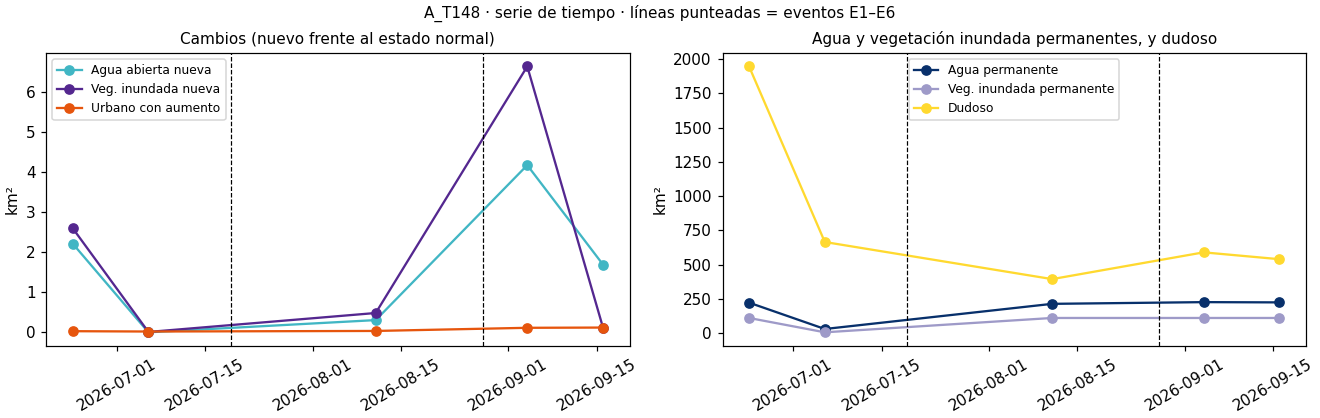 A_T148 · serie de tiempo · líneas punteadas = eventos E1–E6
Cambios (nuevo frente al estado normal)
Agua abierta nueva
Veg. inundada nueva
Urbano con aumento
km²
6
5
4
3
2
1
0
2026-07-01
2026-07-15
2026-08-01
2026-08-15
2026-09-01
2026-09-15
Agua y vegetación inundada permanentes, y dudoso
Agua permanente
Veg. inundada permanente
Dudoso
km²
2000
1750
1500
1250
1000
750
500
250
0
2026-07-01
2026-07-15
2026-08-01
2026-08-15
2026-09-01
2026-09-15